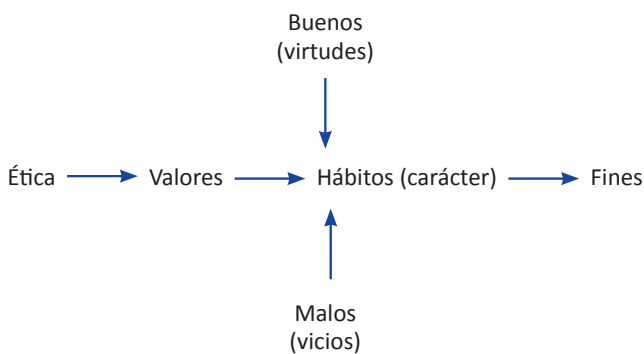 Buenos
(virtudes)
Ética Valores Hábitos (carácter) Fines
Malos
(vicios)